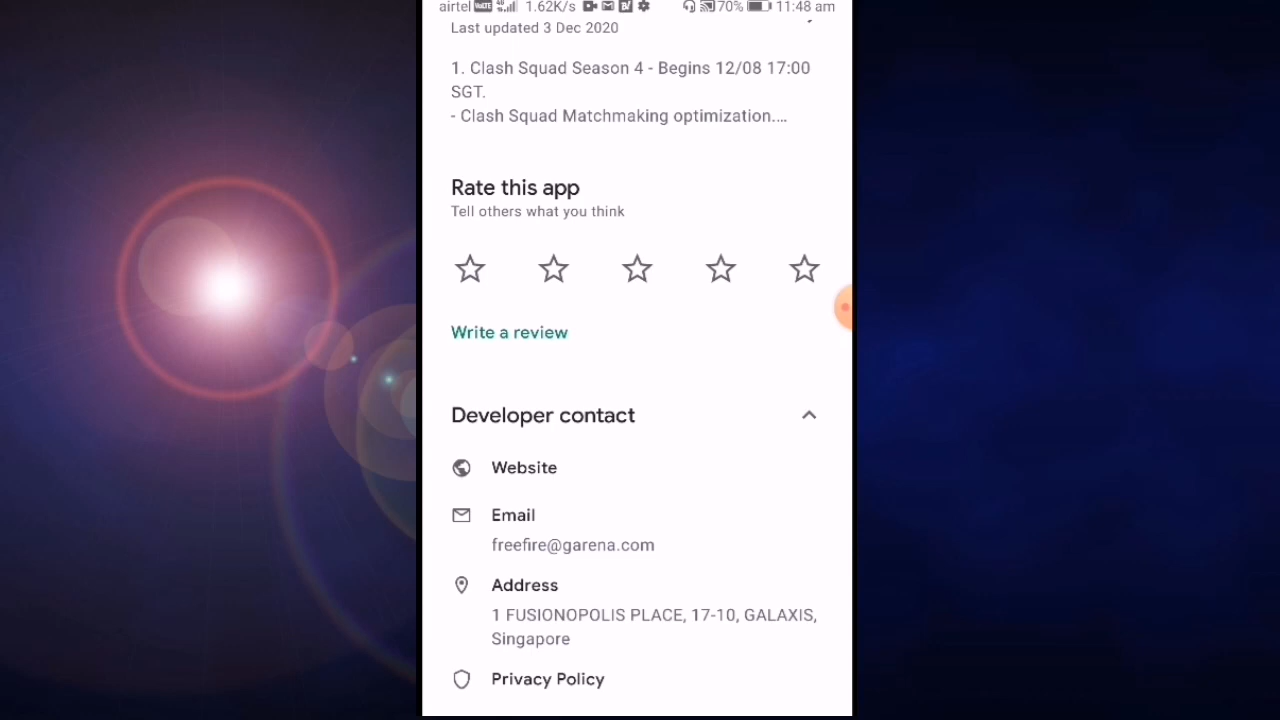 airtel VoLTE 4G 1.62K/s 70% 11:48 am
Last updated 3 Dec 2020
1. Clash Squad Season 4 - Begins 12/08 17:00
SGT.
- Clash Squad Matchmaking optimization....
Rate this app
Tell others what you think
Write a review
Developer contact
Website
Email
freefire@garena.com
Address
1 FUSIONOPOLIS PLACE, 17-10, GALAXIS,
Singapore
Privacy Policy